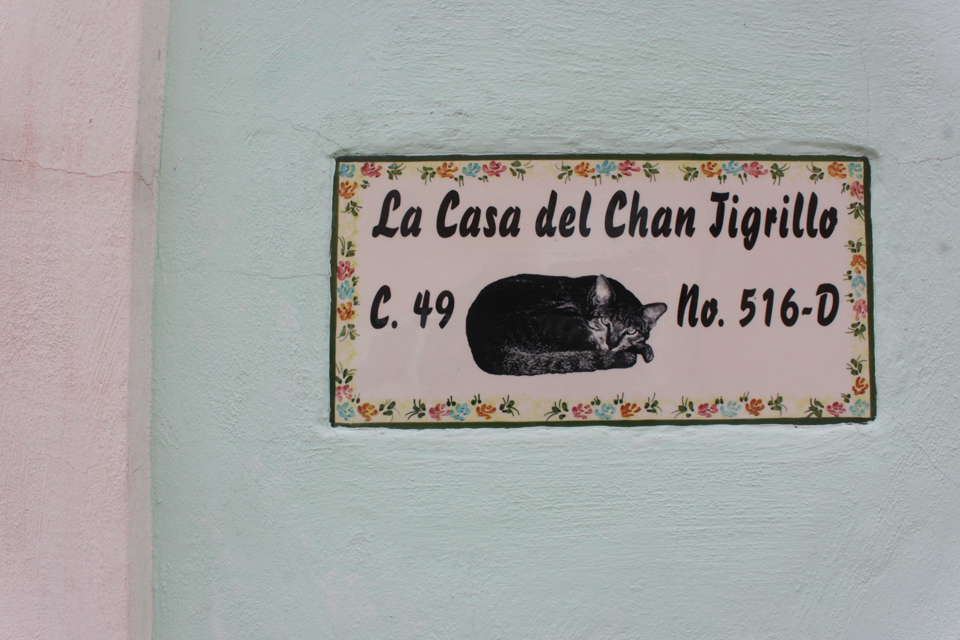 La Casa del Chan Tigrillo
C. 49 No. 516-D